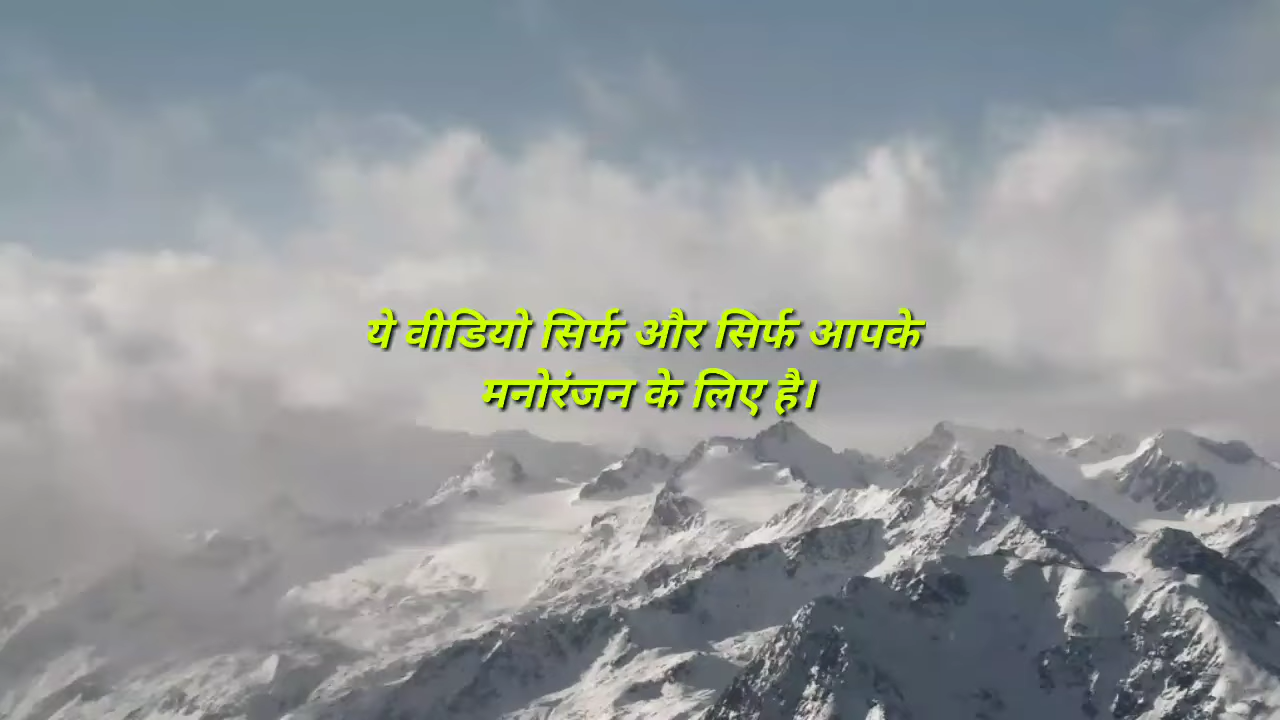 ये वीडियो सिर्फ और सिर्फ आपके
मनोरंजन के लिए है।